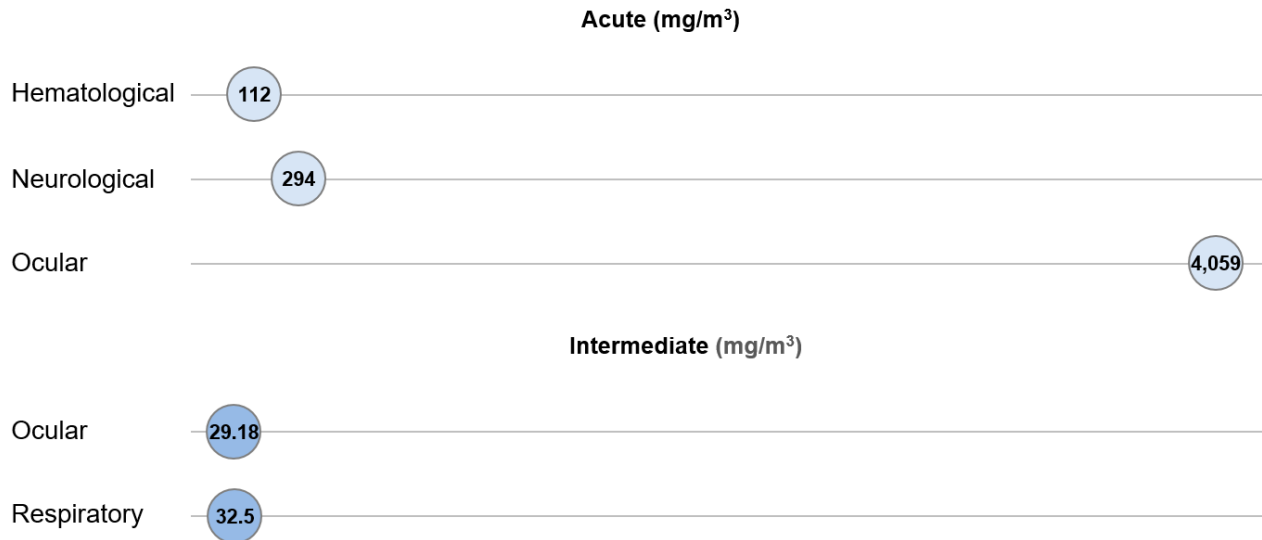 Acute (mg/m³)
Hematological 112
Neurological 294
Ocular 4,059
Intermediate (mg/m³)
Ocular 29.18
Respiratory 32.5